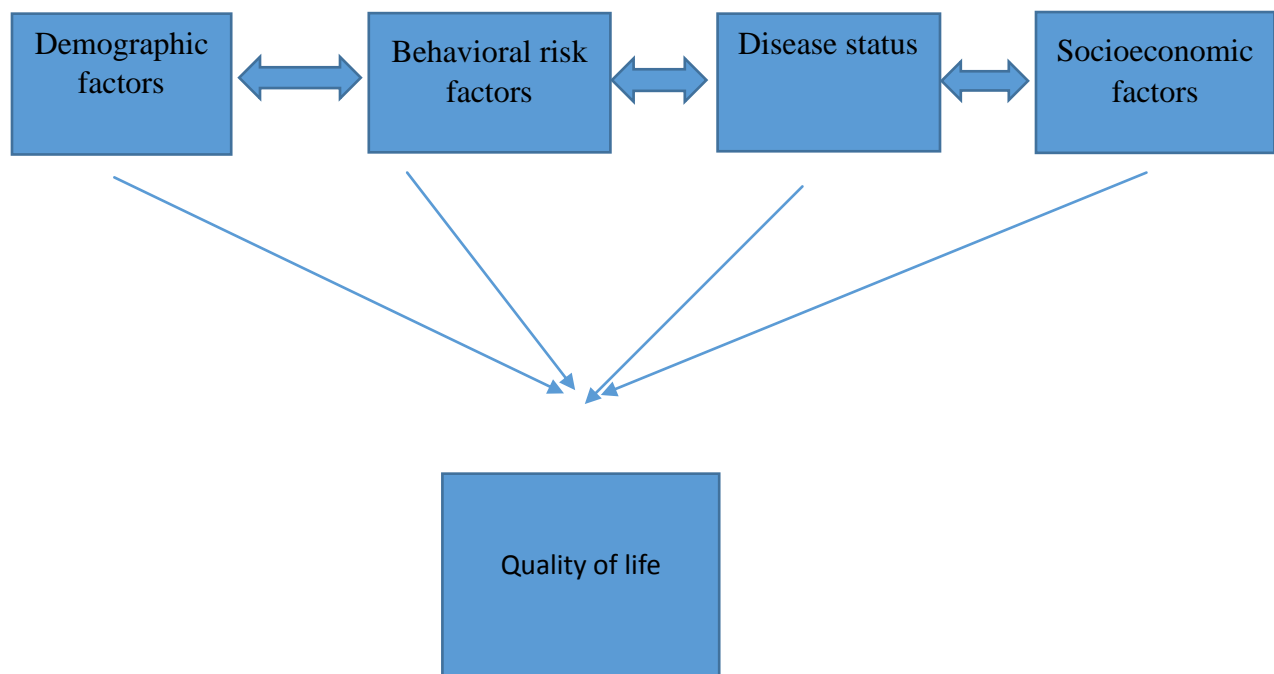 Demographic
factors
Behavioral risk
factors
Disease status
Socioeconomic
factors
Quality of life